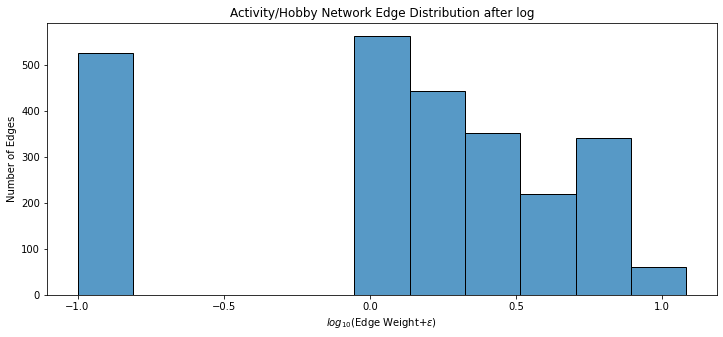 Activity/Hobby Network Edge Distribution after log
Number of Edges
500
400
300
200
100
0
−1.0 −0.5 0.0 0.5 1.0
log₁₀(Edge Weight+ε)